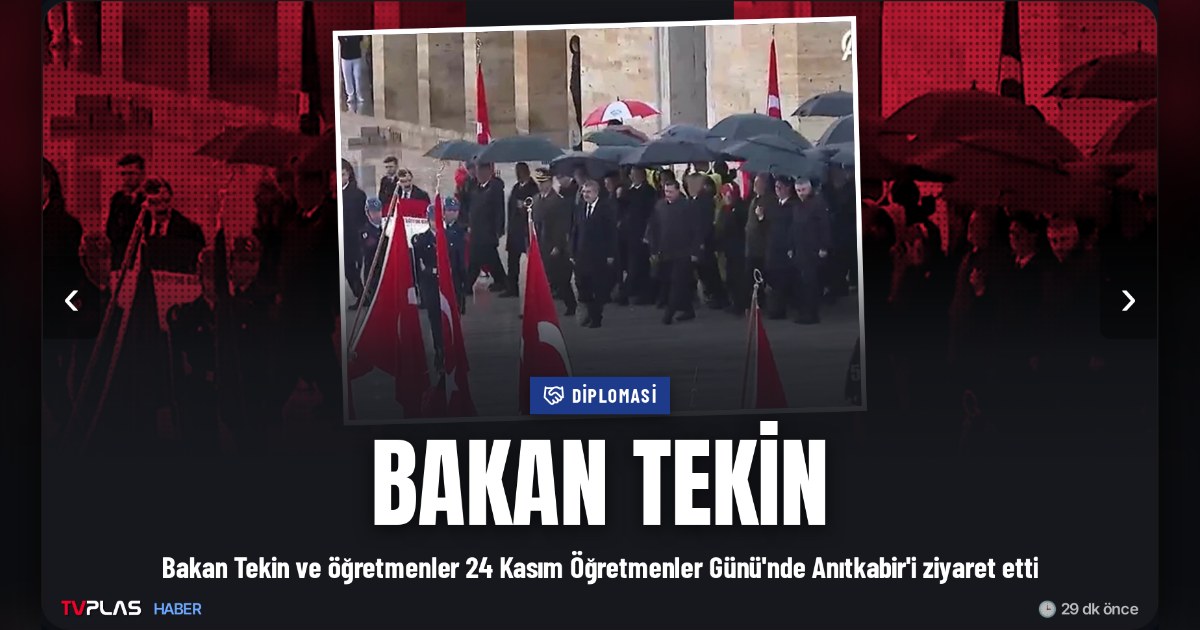 DİPLOMASİ
BAKAN TEKİN
Bakan Tekin ve öğretmenler 24 Kasım Öğretmenler Günü'nde Anıtkabir'i ziyaret etti
TVPLAS HABER
29 dk önce